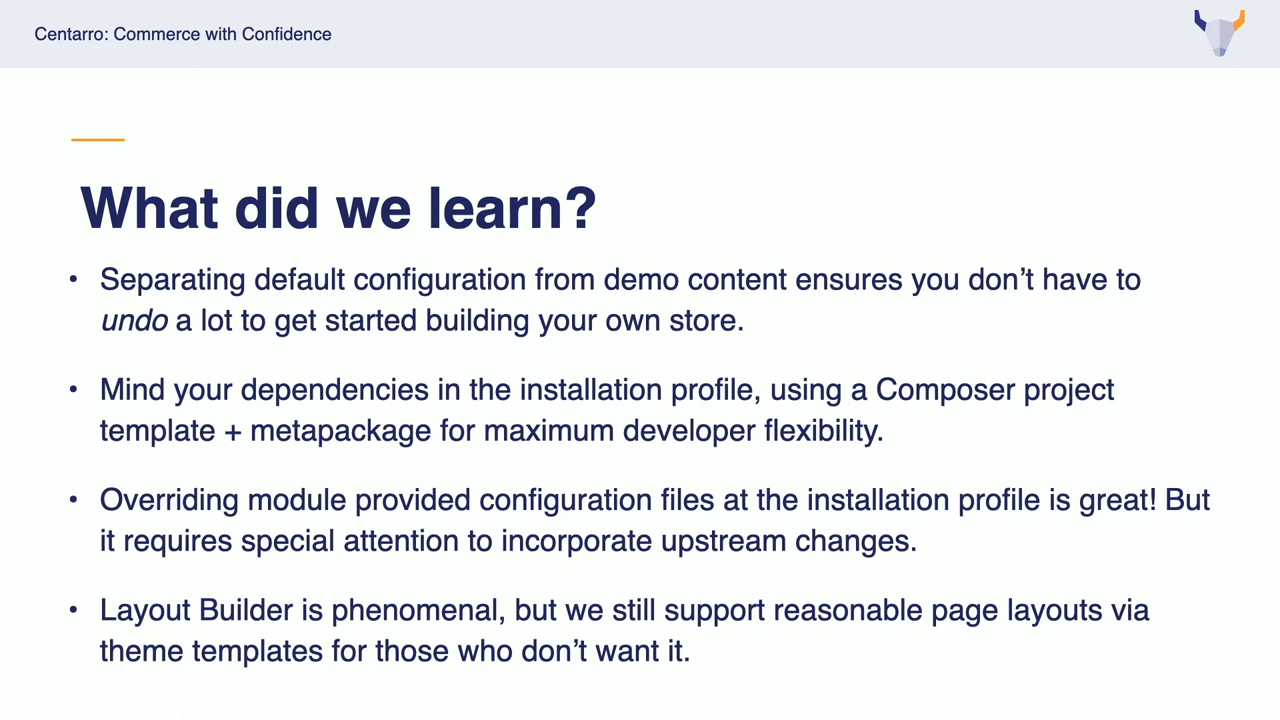 Centarro: Commerce with Confidence
What did we learn?
• Separating default configuration from demo content ensures you don’t have to
undo a lot to get started building your own store.
• Mind your dependencies in the installation profile, using a Composer project
template + metapackage for maximum developer flexibility.
• Overriding module provided configuration files at the installation profile is great! But
it requires special attention to incorporate upstream changes.
• Layout Builder is phenomenal, but we still support reasonable page layouts via
theme templates for those who don’t want it.